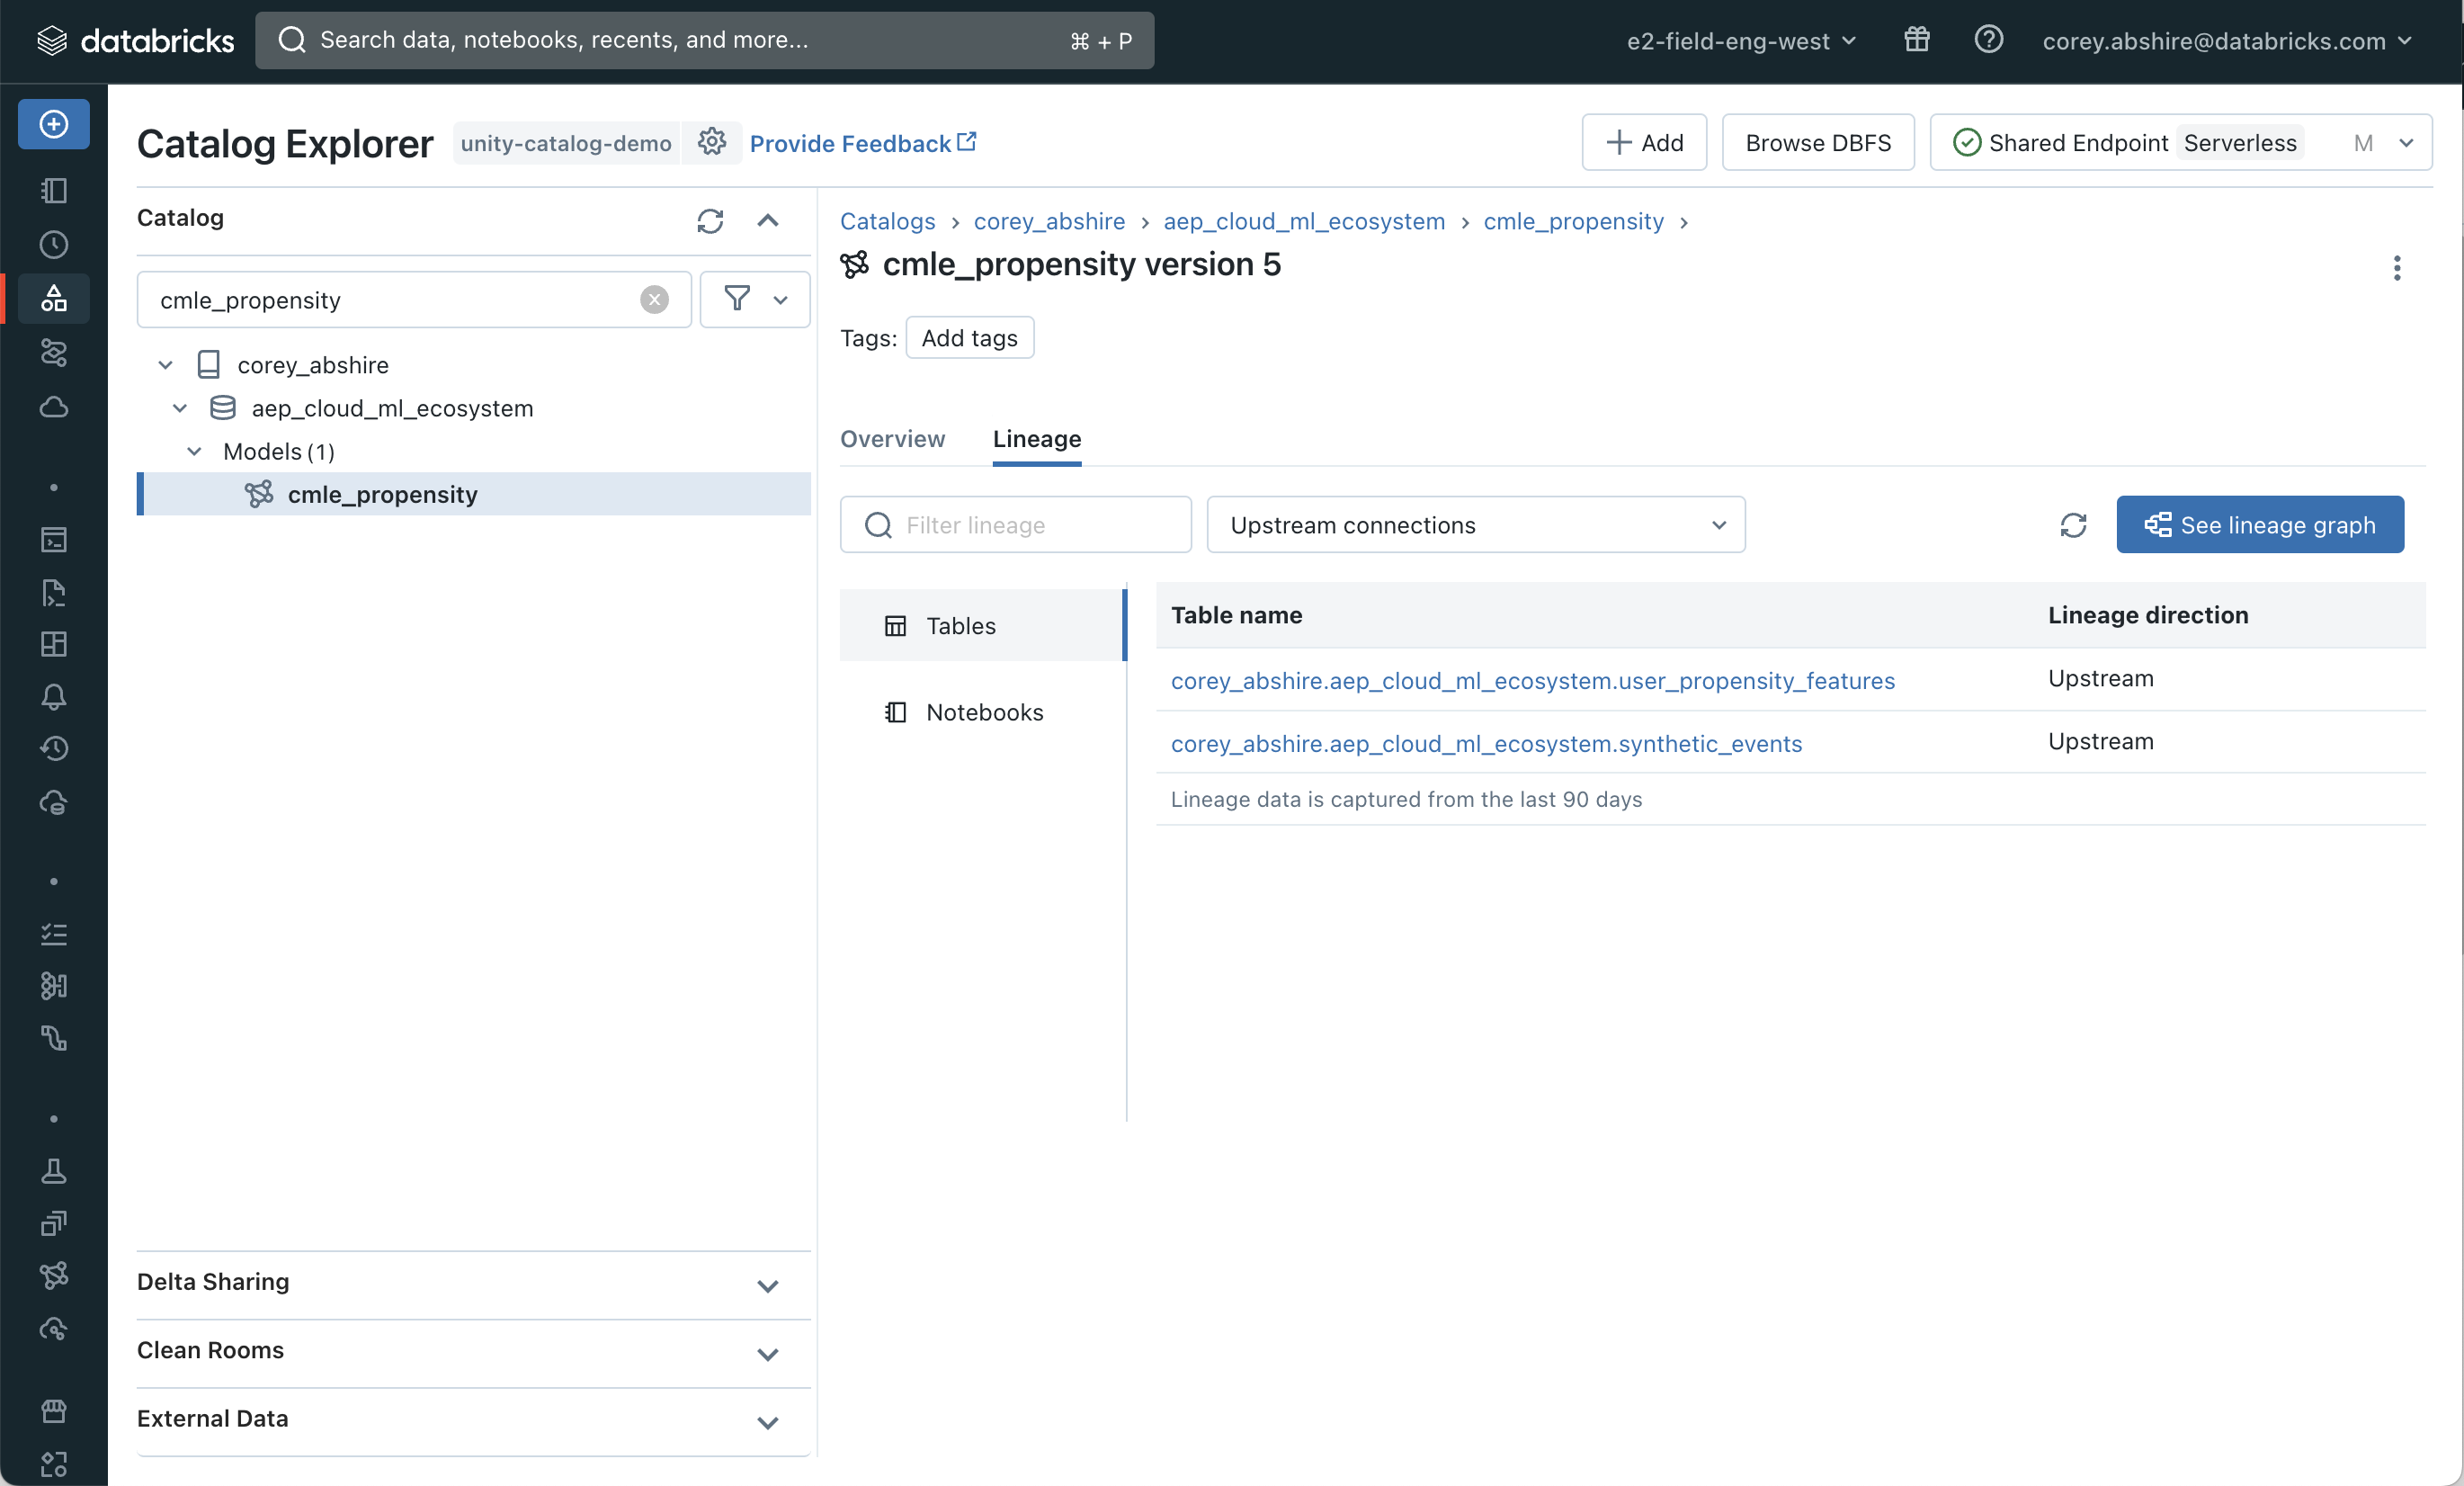 databricks
Search data, notebooks, recents, and more...
⌘ + P
e2-field-eng-west
corey.abshire@databricks.com
Catalog Explorer
unity-catalog-demo
Provide Feedback
Add
Browse DBFS
Shared Endpoint Serverless M
Catalog
cmle_propensity
corey_abshire
aep_cloud_ml_ecosystem
Models (1)
cmle_propensity
Delta Sharing
Clean Rooms
External Data
Catalogs › corey_abshire › aep_cloud_ml_ecosystem › cmle_propensity ›
cmle_propensity version 5
Tags: Add tags
Overview Lineage
Filter lineage
Upstream connections
See lineage graph
Tables
Notebooks
Table name Lineage direction
corey_abshire.aep_cloud_ml_ecosystem.user_propensity_features Upstream
corey_abshire.aep_cloud_ml_ecosystem.synthetic_events Upstream
Lineage data is captured from the last 90 days